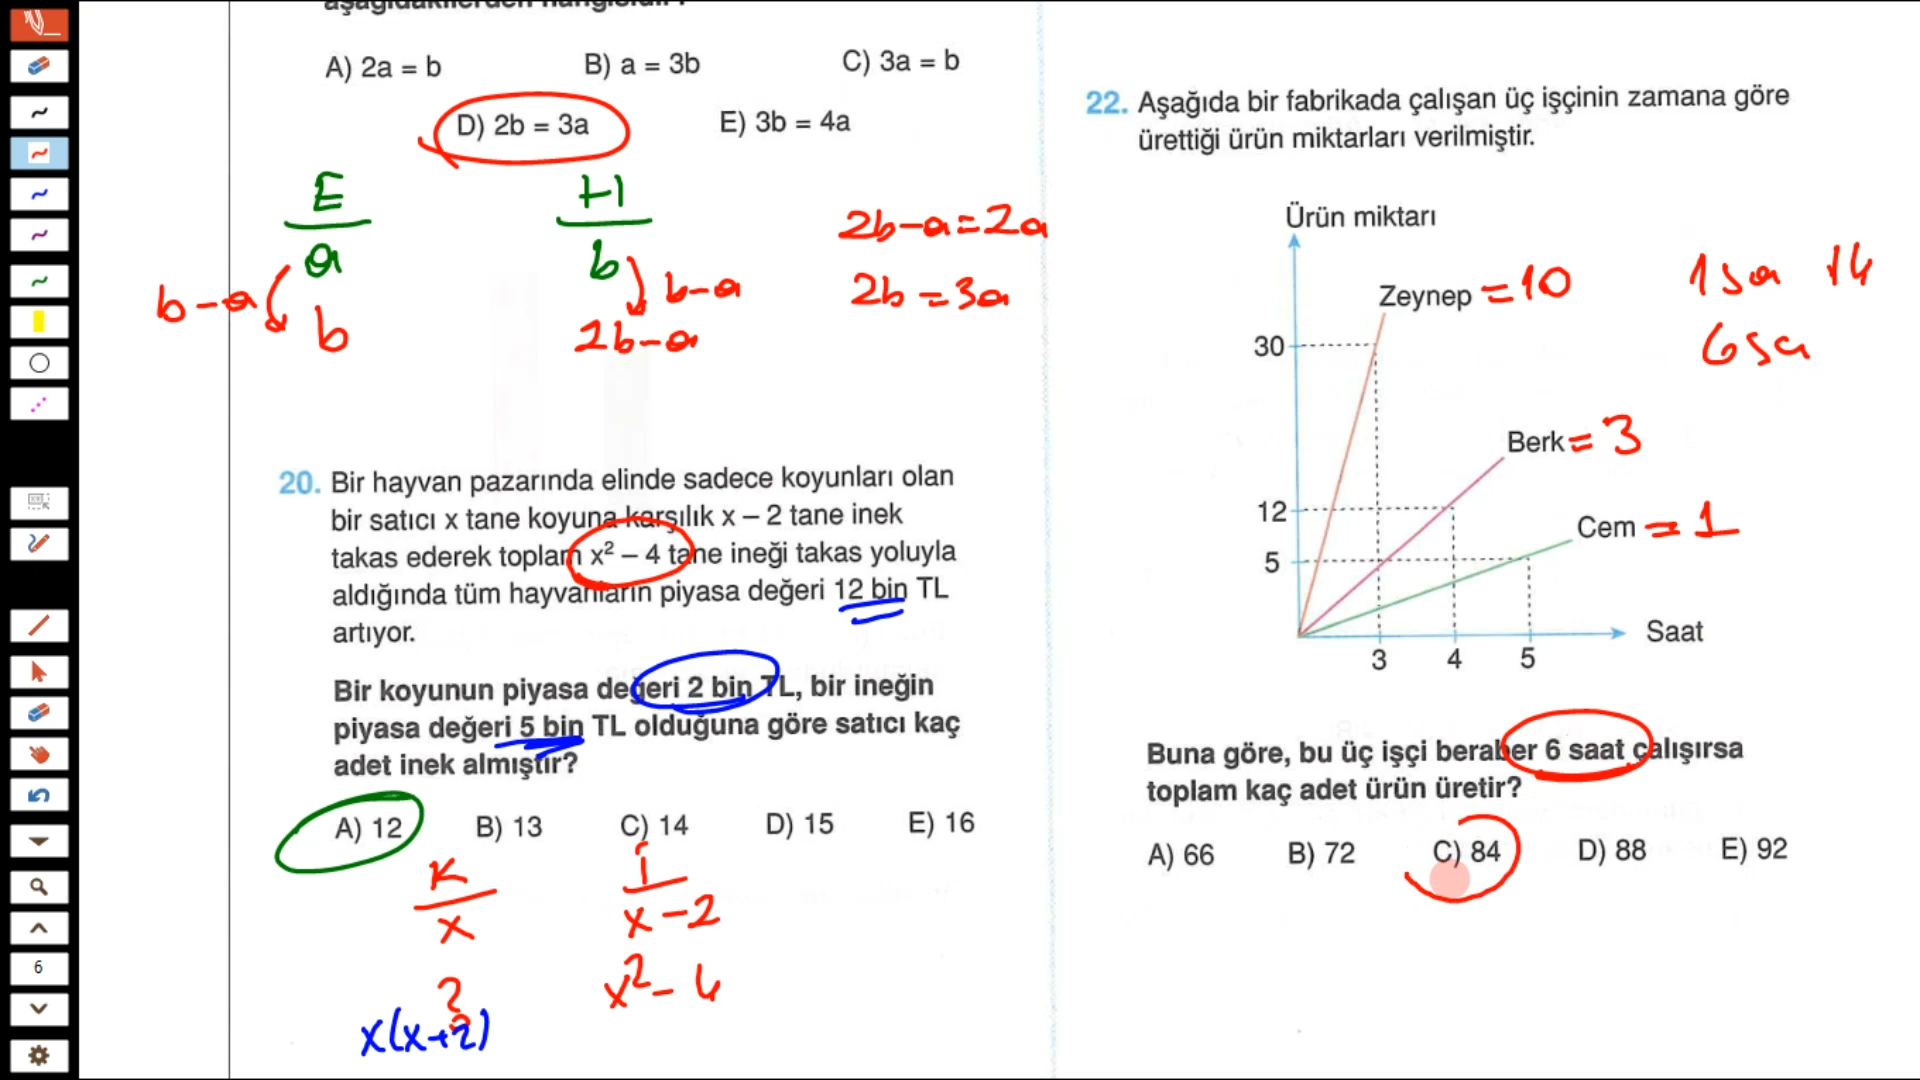 A) 2a = b
B) a = 3b
C) 3a = b
D) 2b = 3a
E) 3b = 4a
E
H
a
b
b-a
b-a
b
2b-a
2b-a=2a
2b=3a
20. Bir hayvan pazarında elinde sadece koyunları olan
bir satıcı x tane koyuna karşılık x – 2 tane inek
takas ederek toplam x² – 4 tane ineği takas yoluyla
aldığında tüm hayvanların piyasa değeri 12 bin TL
artıyor.
Bir koyunun piyasa değeri 2 bin TL, bir ineğin
piyasa değeri 5 bin TL olduğuna göre satıcı kaç
adet inek almıştır?
A) 12
B) 13
C) 14
D) 15
E) 16
K
x
x-2
?
x²-4
x(x+2)
22. Aşağıda bir fabrikada çalışan üç işçinin zamana göre
ürettiği ürün miktarları verilmiştir.
Ürün miktarı
Zeynep =10
1sa 14
6sa
30
Berk = 3
12
Cem = 1
5
Saat
3
4
5
Buna göre, bu üç işçi beraber 6 saat çalışırsa
toplam kaç adet ürün üretir?
A) 66
B) 72
C) 84
D) 88
E) 92
6